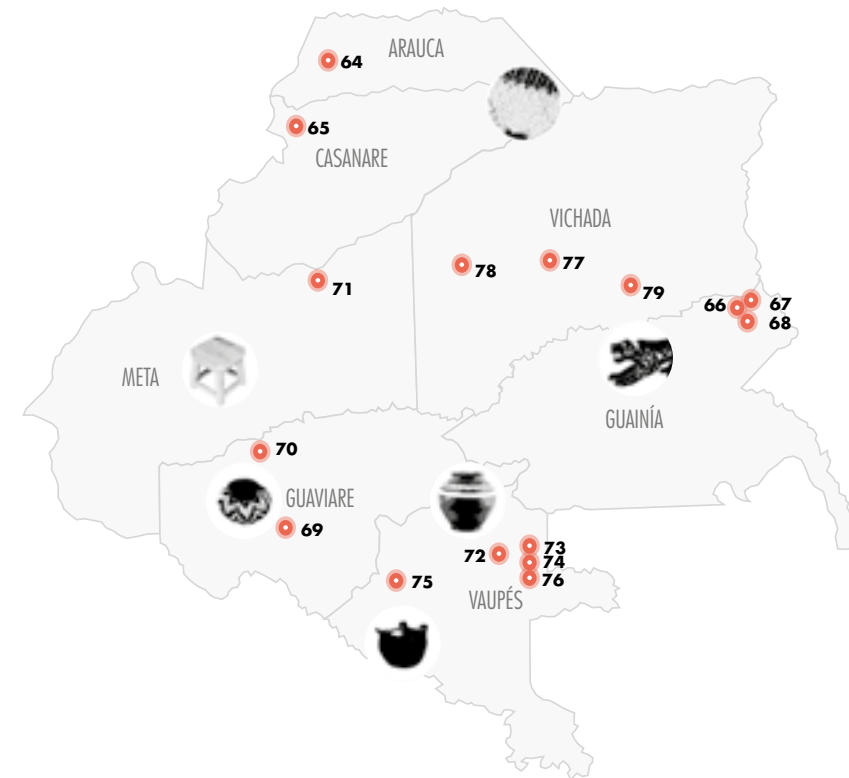 ARAUCA
64
65
CASANARE
VICHADA
78
77
71
79
66
67
68
META
GUAINÍA
70
GUAVIARE
69
72
73
74
75
76
VAUPÉS